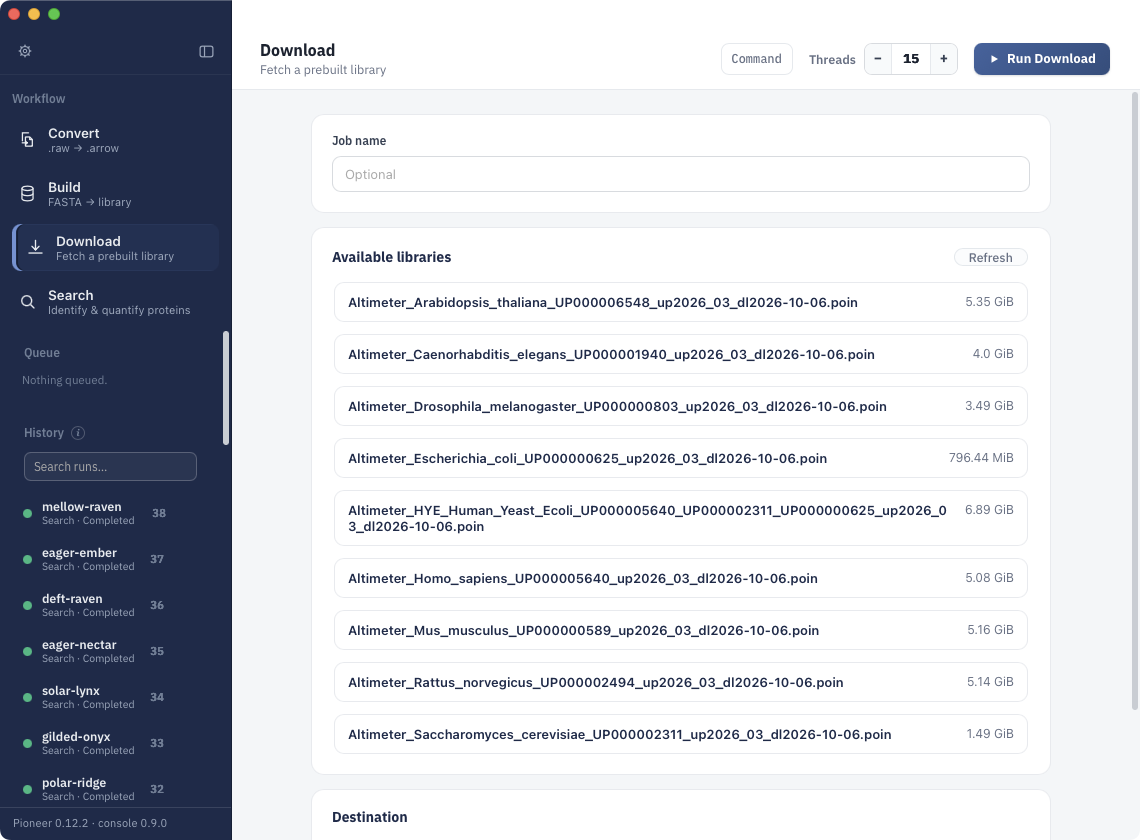 Workflow
Convert
.raw → .arrow
Build
FASTA → library
Download
Fetch a prebuilt library
Search
Identify & quantify proteins
Queue
Nothing queued.
History i
Search runs...
mellow-raven 38
Search · Completed
eager-ember 37
Search · Completed
deft-raven 36
Search · Completed
eager-nectar 35
Search · Completed
solar-lynx 34
Search · Completed
gilded-onyx 33
Search · Completed
polar-ridge 32
Search · Completed
Pioneer 0.12.2 · console 0.9.0
Download
Fetch a prebuilt library
Command Threads − 15 + Run Download
Job name
Optional
Available libraries Refresh
Altimeter_Arabidopsis_thaliana_UP000006548_up2026_03_dl2026-10-06.poin 5.35 GiB
Altimeter_Caenorhabditis_elegans_UP000001940_up2026_03_dl2026-10-06.poin 4.0 GiB
Altimeter_Drosophila_melanogaster_UP000000803_up2026_03_dl2026-10-06.poin 3.49 GiB
Altimeter_Escherichia_coli_UP000000625_up2026_03_dl2026-10-06.poin 796.44 MiB
Altimeter_HYE_Human_Yeast_Ecoli_UP000005640_UP000002311_UP000000625_up2026_0 6.89 GiB
3_dl2026-10-06.poin
Altimeter_Homo_sapiens_UP000005640_up2026_03_dl2026-10-06.poin 5.08 GiB
Altimeter_Mus_musculus_UP000000589_up2026_03_dl2026-10-06.poin 5.16 GiB
Altimeter_Rattus_norvegicus_UP000002494_up2026_03_dl2026-10-06.poin 5.14 GiB
Altimeter_Saccharomyces_cerevisiae_UP000002311_up2026_03_dl2026-10-06.poin 1.49 GiB
Destination